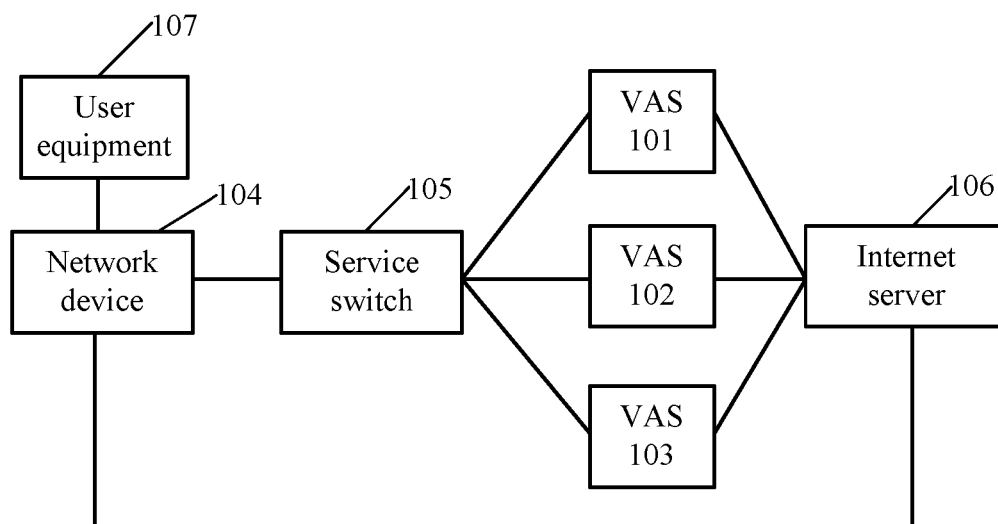 107
User
equipment
104
Network
device
105
Service
switch
VAS
101
VAS
102
VAS
103
106
Internet
server